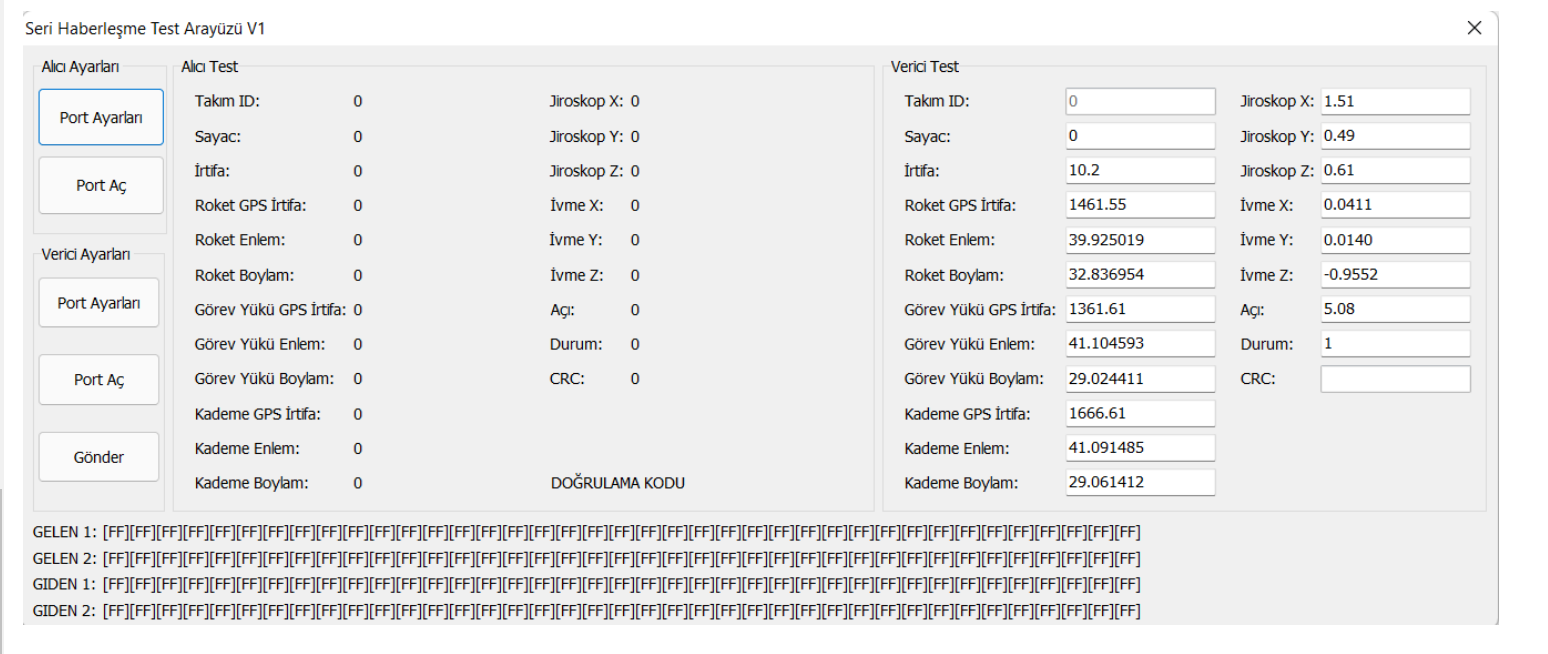 Seri Haberleşme Test Arayüzü V1
Alıcı Ayarları
Port Ayarları
Port Aç
Verici Ayarları
Port Ayarları
Port Aç
Gönder
Alıcı Test
Takım ID: 0 Jiroskop X: 0
Sayac: 0 Jiroskop Y: 0
İrtifa: 0 Jiroskop Z: 0
Roket GPS İrtifa: 0 İvme X: 0
Roket Enlem: 0 İvme Y: 0
Roket Boylam: 0 İvme Z: 0
Görev Yükü GPS İrtifa: 0 Açı: 0
Görev Yükü Enlem: 0 Durum: 0
Görev Yükü Boylam: 0 CRC: 0
Kademe GPS İrtifa: 0
Kademe Enlem: 0
Kademe Boylam: 0 DOĞRULAMA KODU
Verici Test
Takım ID: 0 Jiroskop X: 1.51
Sayac: 0 Jiroskop Y: 0.49
İrtifa: 10.2 Jiroskop Z: 0.61
Roket GPS İrtifa: 1461.55 İvme X: 0.0411
Roket Enlem: 39.925019 İvme Y: 0.0140
Roket Boylam: 32.836954 İvme Z: -0.9552
Görev Yükü GPS İrtifa: 1361.61 Açı: 5.08
Görev Yükü Enlem: 41.104593 Durum: 1
Görev Yükü Boylam: 29.024411 CRC:
Kademe GPS İrtifa: 1666.61
Kademe Enlem: 41.091485
Kademe Boylam: 29.061412
GELEN 1: [FF][FF][FF][FF][FF][FF][FF][FF][FF][FF][FF][FF][FF][FF][FF][FF][FF][FF][FF][FF][FF][FF][FF][FF][FF][FF][FF][FF][FF][FF][FF][FF][FF][FF][FF][FF][FF][FF][FF]
GELEN 2: [FF][FF][FF][FF][FF][FF][FF][FF][FF][FF][FF][FF][FF][FF][FF][FF][FF][FF][FF][FF][FF][FF][FF][FF][FF][FF][FF][FF][FF][FF][FF][FF][FF][FF][FF][FF][FF][FF][FF]
GIDEN 1: [FF][FF][FF][FF][FF][FF][FF][FF][FF][FF][FF][FF][FF][FF][FF][FF][FF][FF][FF][FF][FF][FF][FF][FF][FF][FF][FF][FF][FF][FF][FF][FF][FF][FF][FF][FF][FF][FF][FF]
GIDEN 2: [FF][FF][FF][FF][FF][FF][FF][FF][FF][FF][FF][FF][FF][FF][FF][FF][FF][FF][FF][FF][FF][FF][FF][FF][FF][FF][FF][FF][FF][FF][FF][FF][FF][FF][FF][FF][FF][FF][FF]